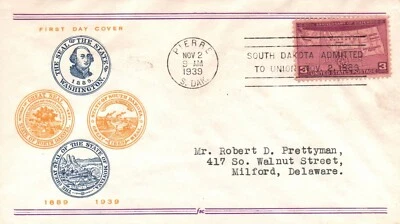 FIRST DAY COVER
THE SEAL OF THE STATE OF WASHINGTON
1889
PIERRE
NOV 2
9 AM
1939
S. DAK.
SOUTH DAKOTA ADMITTED
TO UNION NOV. 2, 1889
3 3
Mr. Robert D. Prettyman,
417 So. Walnut Street,
Milford, Delaware.
1889 1939